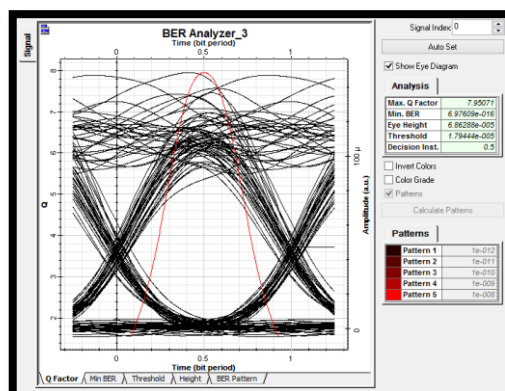 Signal
BER Analyzer_3
Time (bit period)
0 0.5 1
8
7
6
5
4
3
2
Q
100 µ
0
Amplitude (a.u.)
0 0.5 1
Time (bit period)
Q Factor Min BER Threshold Height BER Pattern
Signal Index: 0
Auto Set
Show Eye Diagram
Analysis
Max. Q Factor 7.95071
Min. BER 6.97609e-016
Eye Height 6.86288e-005
Threshold 1.79444e-005
Decision Inst. 0.5
Invert Colors
Color Grade
Patterns
Calculate Patterns
Patterns
Pattern 1 1e-012
Pattern 2 1e-011
Pattern 3 1e-010
Pattern 4 1e-009
Pattern 5 1e-008